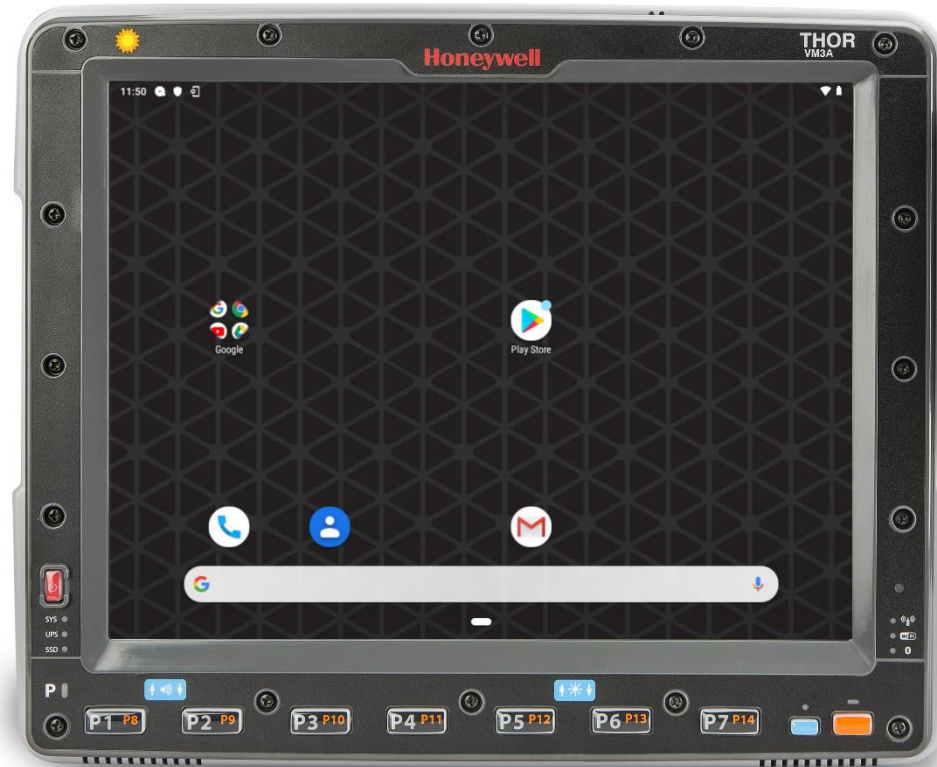 Honeywell
THOR
VM3A
11:50
Google
Play Store
SYS
UPS
SSD
WiFi
P
P1 P8
P2 P9
P3 P10
P4 P11
P5 P12
P6 P13
P7 P14